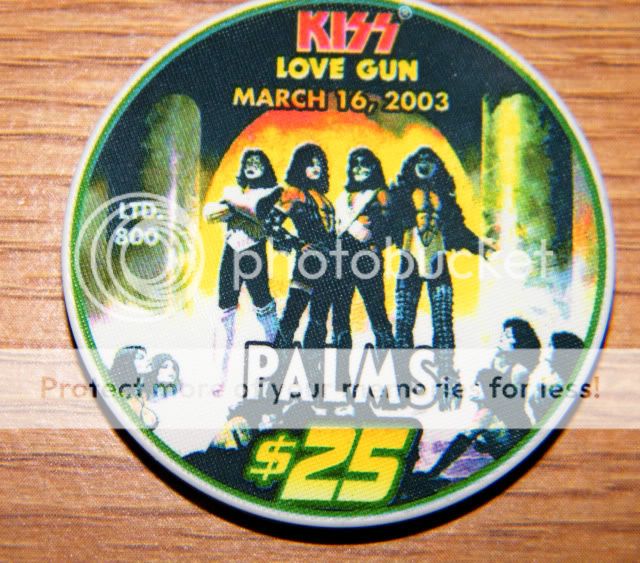 KISS®
LOVE GUN
MARCH 16, 2003
LTD.
800
photobucket
PALMS
Protect more of your memories for less!
$25